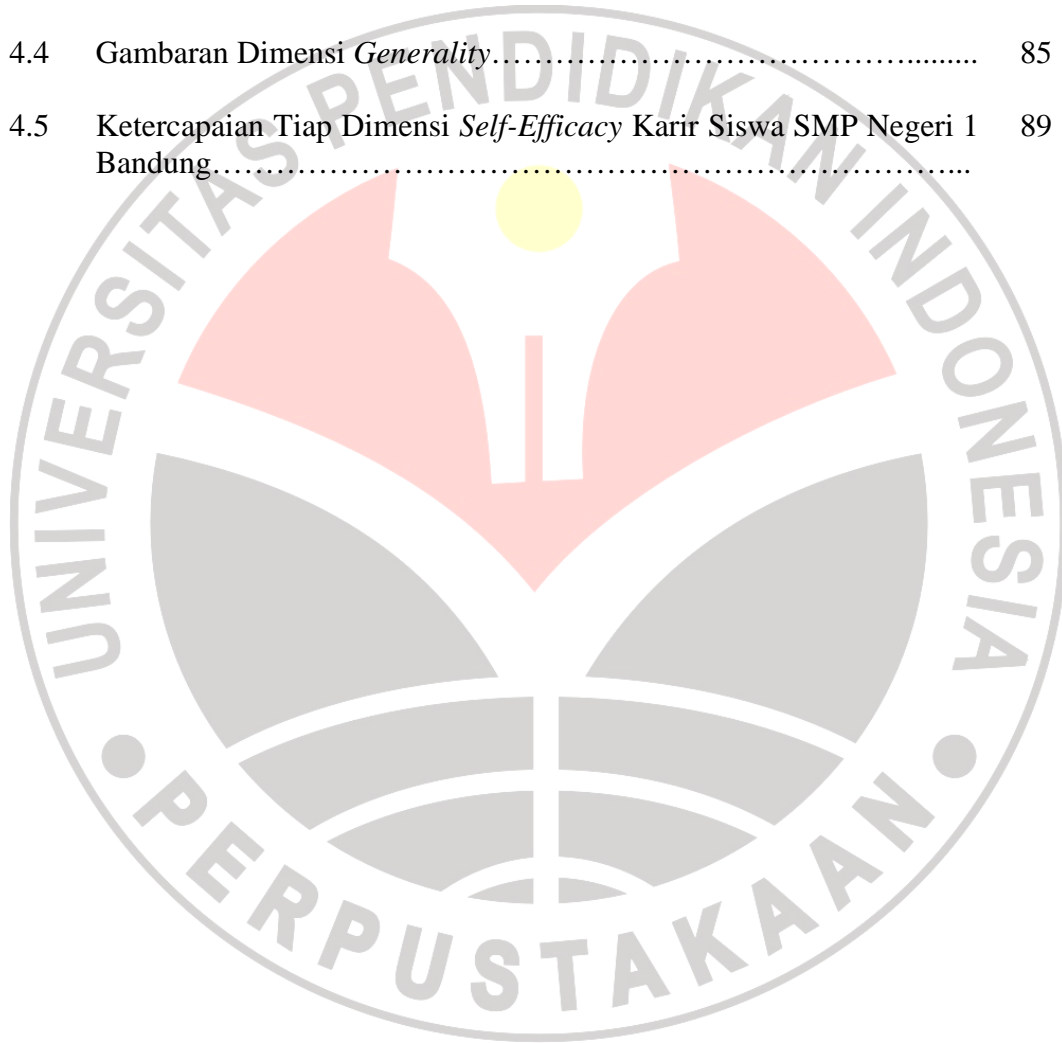 4.4 Gambaran Dimensi Generality…………………………………......... 85
4.5 Ketercapaian Tiap Dimensi Self-Efficacy Karir Siswa SMP Negeri 1 89
Bandung……………………………………………………………...
UNIVERSITAS PENDIDIKAN INDONESIA
PERPUSTAKAAN